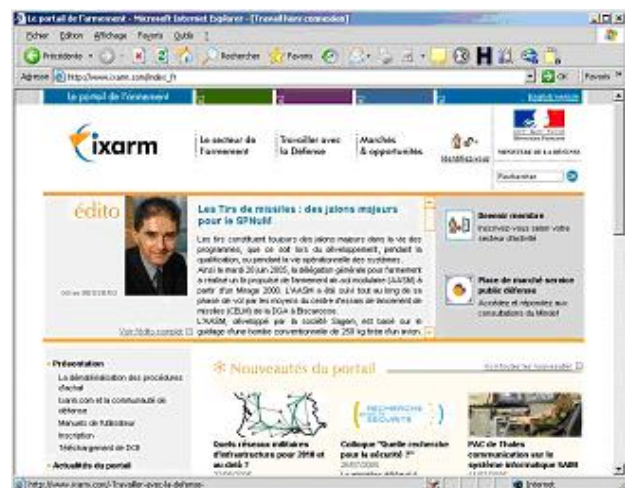 Le portail de l'armement - Microsoft Internet Explorer - [Travail hors connexion]
Fichier Edition Affichage Favoris Outils ?
Précédente Rechercher Favoris
Adresse http://www.ixarm.com/index_fr OK
Le portail de l'armement English version
ixarm
Le secteur de l'armement
Travailler avec la Défense
Marchés & opportunités
Identifiez-vous
MINISTÈRE DE LA DÉFENSE
Rechercher OK
édito
Les Tirs de missiles : des jalons majeurs
pour le SPNuM
Les tirs constituent toujours des jalons majeurs dans la vie des
programmes, que ce soit lors du développement, pendant la
qualification, ou pendant la vie opérationnelle des systèmes.
Ainsi le mardi 28 juin 2005, la délégation générale pour l'armement
a réalisé un tir propulsé de l'armement air-sol modulaire (AASM) à
partir d'un Mirage 2000. L'AASM a été suivi tout au long de sa
phase de vol par les moyens du centre d'essais de lancement de
missiles (CELM) de la DGA à Biscarosse.
L'AASM, développé par la société Sagem, est basé sur le
guidage d'une bombe conventionnelle de 250 kg tirée d'un avion.
Voir l'édito complet
Devenir membre
Inscrivez-vous selon votre
secteur d'activité
Place de marché service
public défense
Accédez et répondez aux
consultations du Mindef
Présentation
La dématérialisation des procédures
d'achat
Ixarm.com et la communauté de
défense
Manuels de l'utilisateur
Inscription
Téléchargement de DCE
Actualités du portail
Nouveautés du portail
Voir toutes les nouveautés
Quels réseaux militaires
d'infrastructure pour 2010 et
au delà ?
RECHERCHE
SÉCURITÉ
Colloque "Quelle recherche
pour la sécurité ?"
PAC de Thales
communication sur le
système informatique
http://www.ixarm.com/-Travailler-avec-la-defense-
Internet